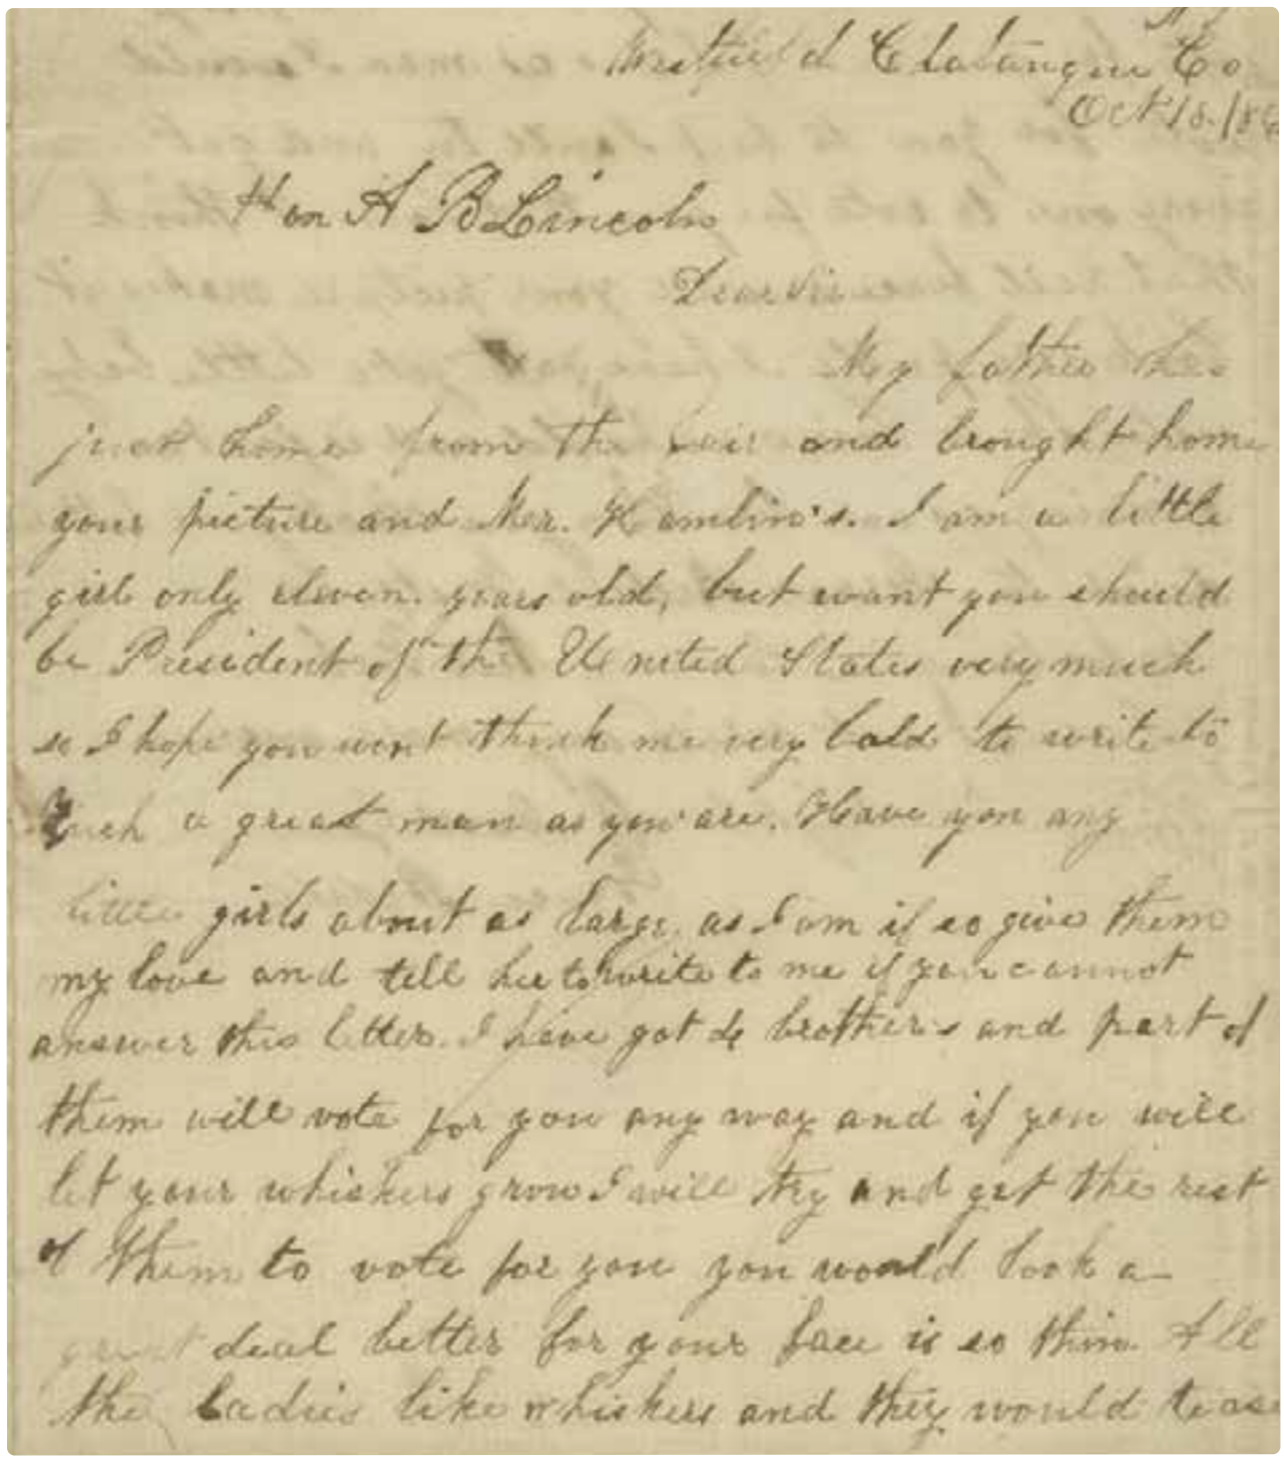 N Y
Westfield Chatauque Co
Oct 15. /86
Hon A B Lincoln
Dear Sir
My father has
just home from the fair and brought home
your picture and Mr. Hamlin's. I am a little
girl only eleven. years old, but want you should
be President of the United States very much
so I hope you wont think me very bold to write to
such a great man as you are. Have you any
little girls about as large as I am if so give them
my love and tell her to write to me if you cannot
answer this letter. I have got 4 brothers and part of
them will vote for you any way and if you will
let your whiskers grow I will try and get the rest
of them to vote for you you would look a
great deal better for your face is so thin. All
the ladies like whiskers and they would tease